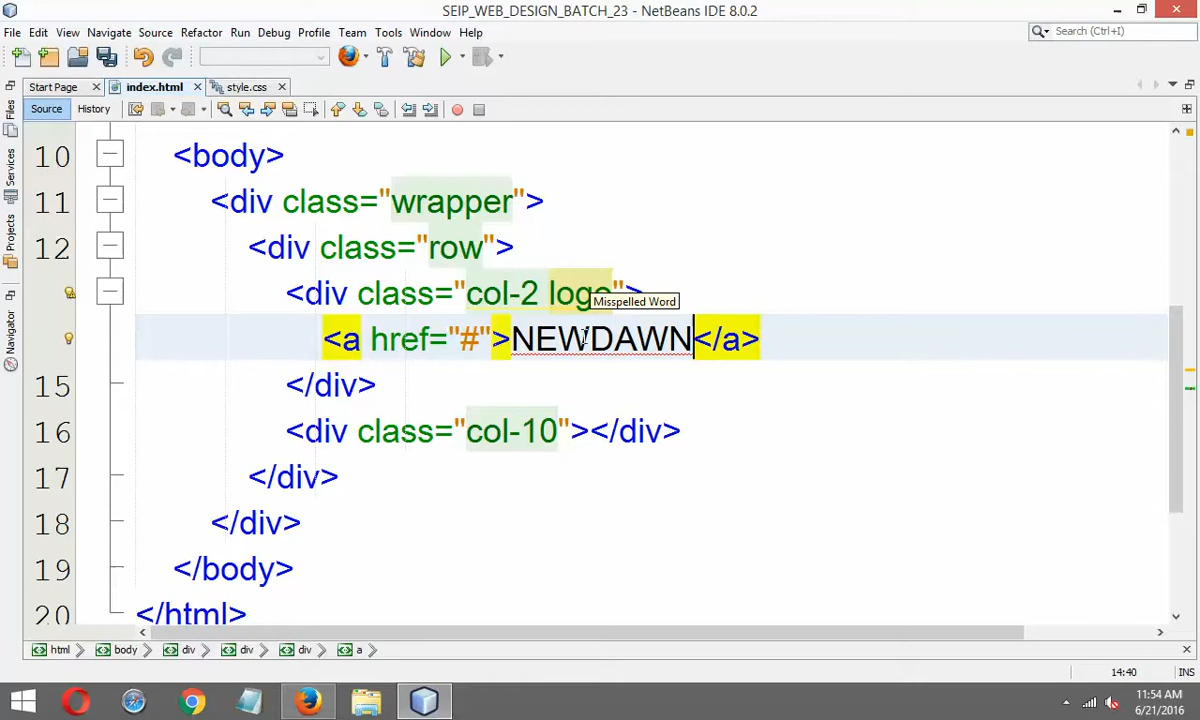 SEIP_WEB_DESIGN_BATCH_23 - NetBeans IDE 8.0.2
File Edit View Navigate Source Refactor Run Debug Profile Team Tools Window Help
Search (Ctrl+I)
Start Page index.html style.css
Source History
Files
Services
Projects
Navigator
10 <body>
11 <div class="wrapper">
12 <div class="row">
<div class="col-2 logo">
Misspelled Word
<a href="#">NEWDAWN</a>
15 </div>
16 <div class="col-10"></div>
17 </div>
18 </div>
19 </body>
20 </html>
html body div div div a
14:40 INS
11:54 AM
6/21/2016